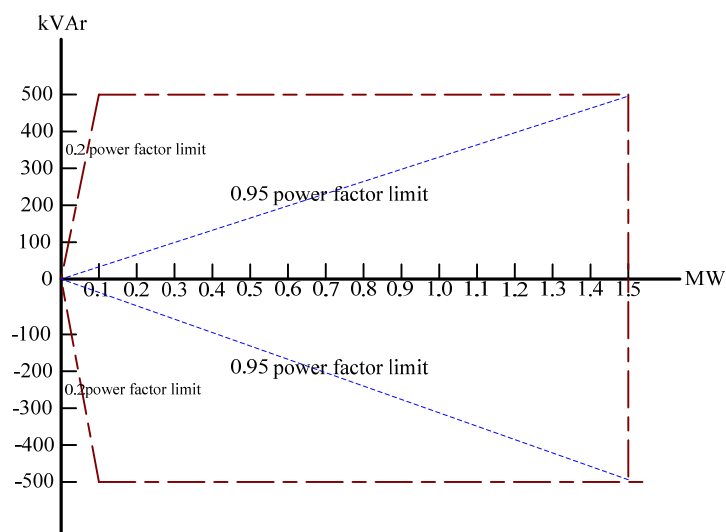 kVAr
500
400
0.2 power factor limit
300
0.95 power factor limit
200
100
0
MW
0.1 0.2 0.3 0.4 0.5 0.6 0.7 0.8 0.9 1.0 1.1 1.2 1.3 1.4 1.5
-100
-200
0.95 power factor limit
0.2power factor limit
-300
-400
-500